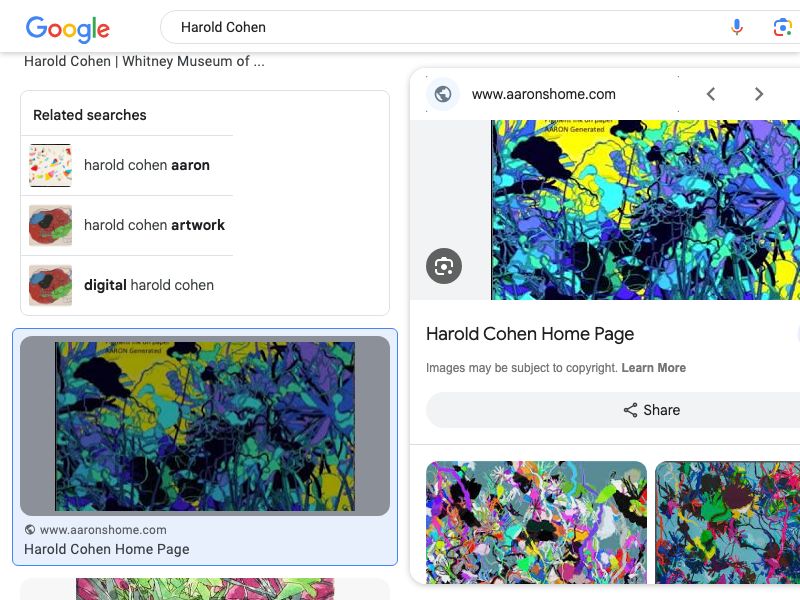 Google
Harold Cohen
Harold Cohen | Whitney Museum of ...
Related searches
harold cohen aaron
harold cohen artwork
digital harold cohen
AARON Generated
www.aaronshome.com
Harold Cohen Home Page
www.aaronshome.com
Pigment ink on paper
AARON Generated
Harold Cohen Home Page
Images may be subject to copyright. Learn More
Share